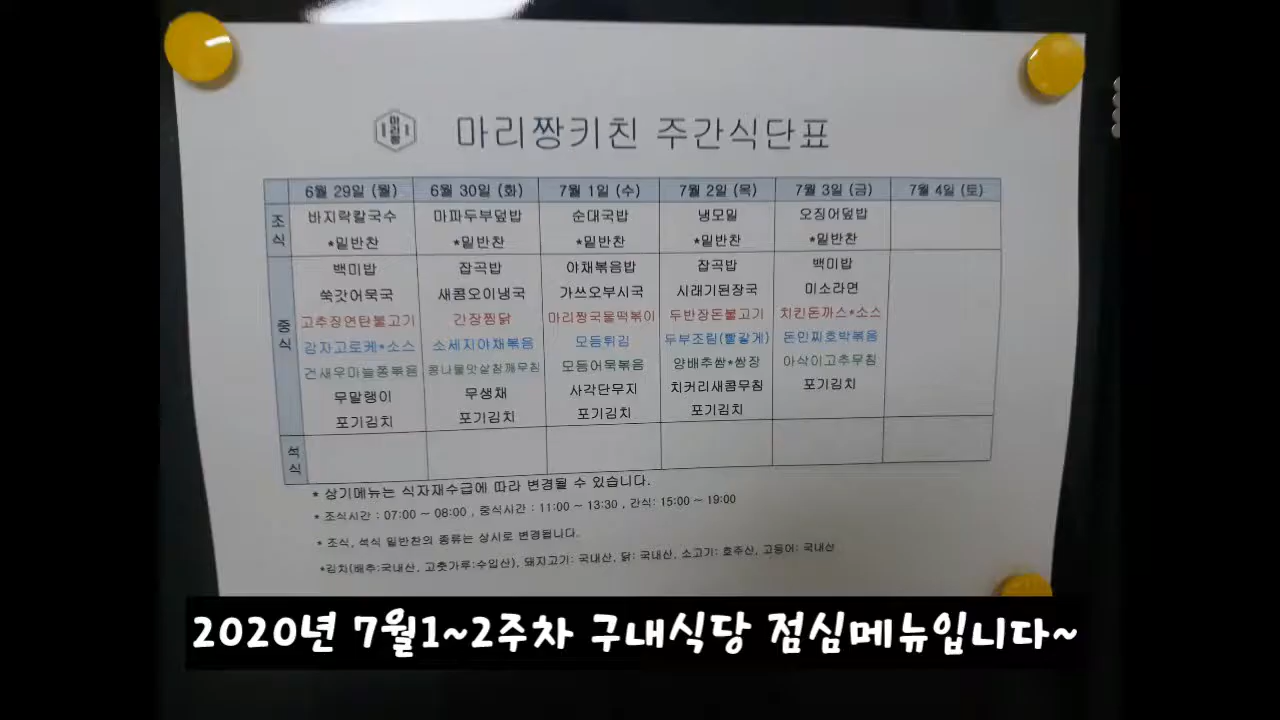 마리짱
11
마리짱키친 주간식단표
6월 29일 (월) 6월 30일 (화) 7월 1일 (수) 7월 2일 (목) 7월 3일 (금) 7월 4일 (토)
조식 바지락칼국수 마파두부덮밥 순대국밥 냉모밀 오징어덮밥
*밑반찬 *밑반찬 *밑반찬 *밑반찬 *밑반찬
중식 백미밥 잡곡밥 야채볶음밥 잡곡밥 백미밥
쑥갓어묵국 새콤오이냉국 가쓰오부시국 시래기된장국 미소라면
고추장연탄불고기 간장찜닭 마리짱국물떡볶이 두반장돈불고기 치킨돈까스*소스
감자고로케*소스 소세지야채볶음 모듬튀김 두부조림(빨갛게) 돈민찌호박볶음
건새우마늘쫑볶음 콩나물맛살참깨무침 모듬어묵볶음 양배추쌈*쌈장 아삭이고추무침
무말랭이 무생채 사각단무지 치커리새콤무침 포기김치
포기김치 포기김치 포기김치 포기김치
석식
* 상기메뉴는 식자재수급에 따라 변경될 수 있습니다.
* 조식시간 : 07:00 ~ 08:00 , 중식시간 : 11:00 ~ 13:30 , 간식: 15:00 ~ 19:00
* 조식, 석식 밑반찬의 종류는 상시로 변경됩니다.
*김치(배추:국내산, 고춧가루:수입산), 돼지고기: 국내산, 닭: 국내산, 소고기: 호주산, 고등어: 국내산
2020년 7월1~2주차 구내식당 점심메뉴입니다~